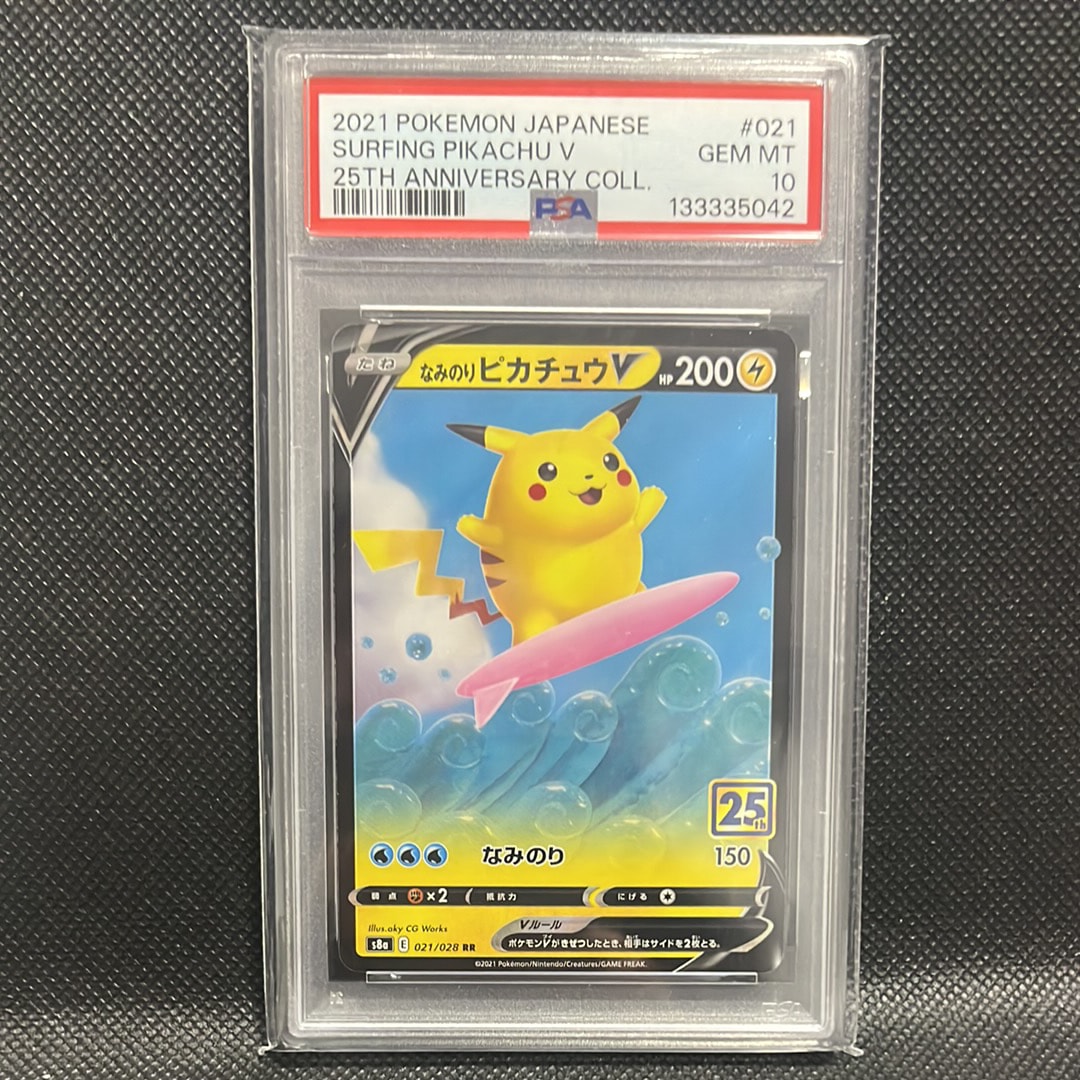 2021 POKEMON JAPANESE #021
SURFING PIKACHU V GEM MT
25TH ANNIVERSARY COLL. 10
PSA 133335042
たね なみのりピカチュウV HP 200
25th
なみのり 150
弱点 ×2 抵抗力 にげる
Illus.aky CG Works
Vルール
s8a E 021/028 RR
ポケモンVがきぜつしたとき、相手はサイドを2枚とる。
©2021 Pokémon/Nintendo/Creatures/GAME FREAK.